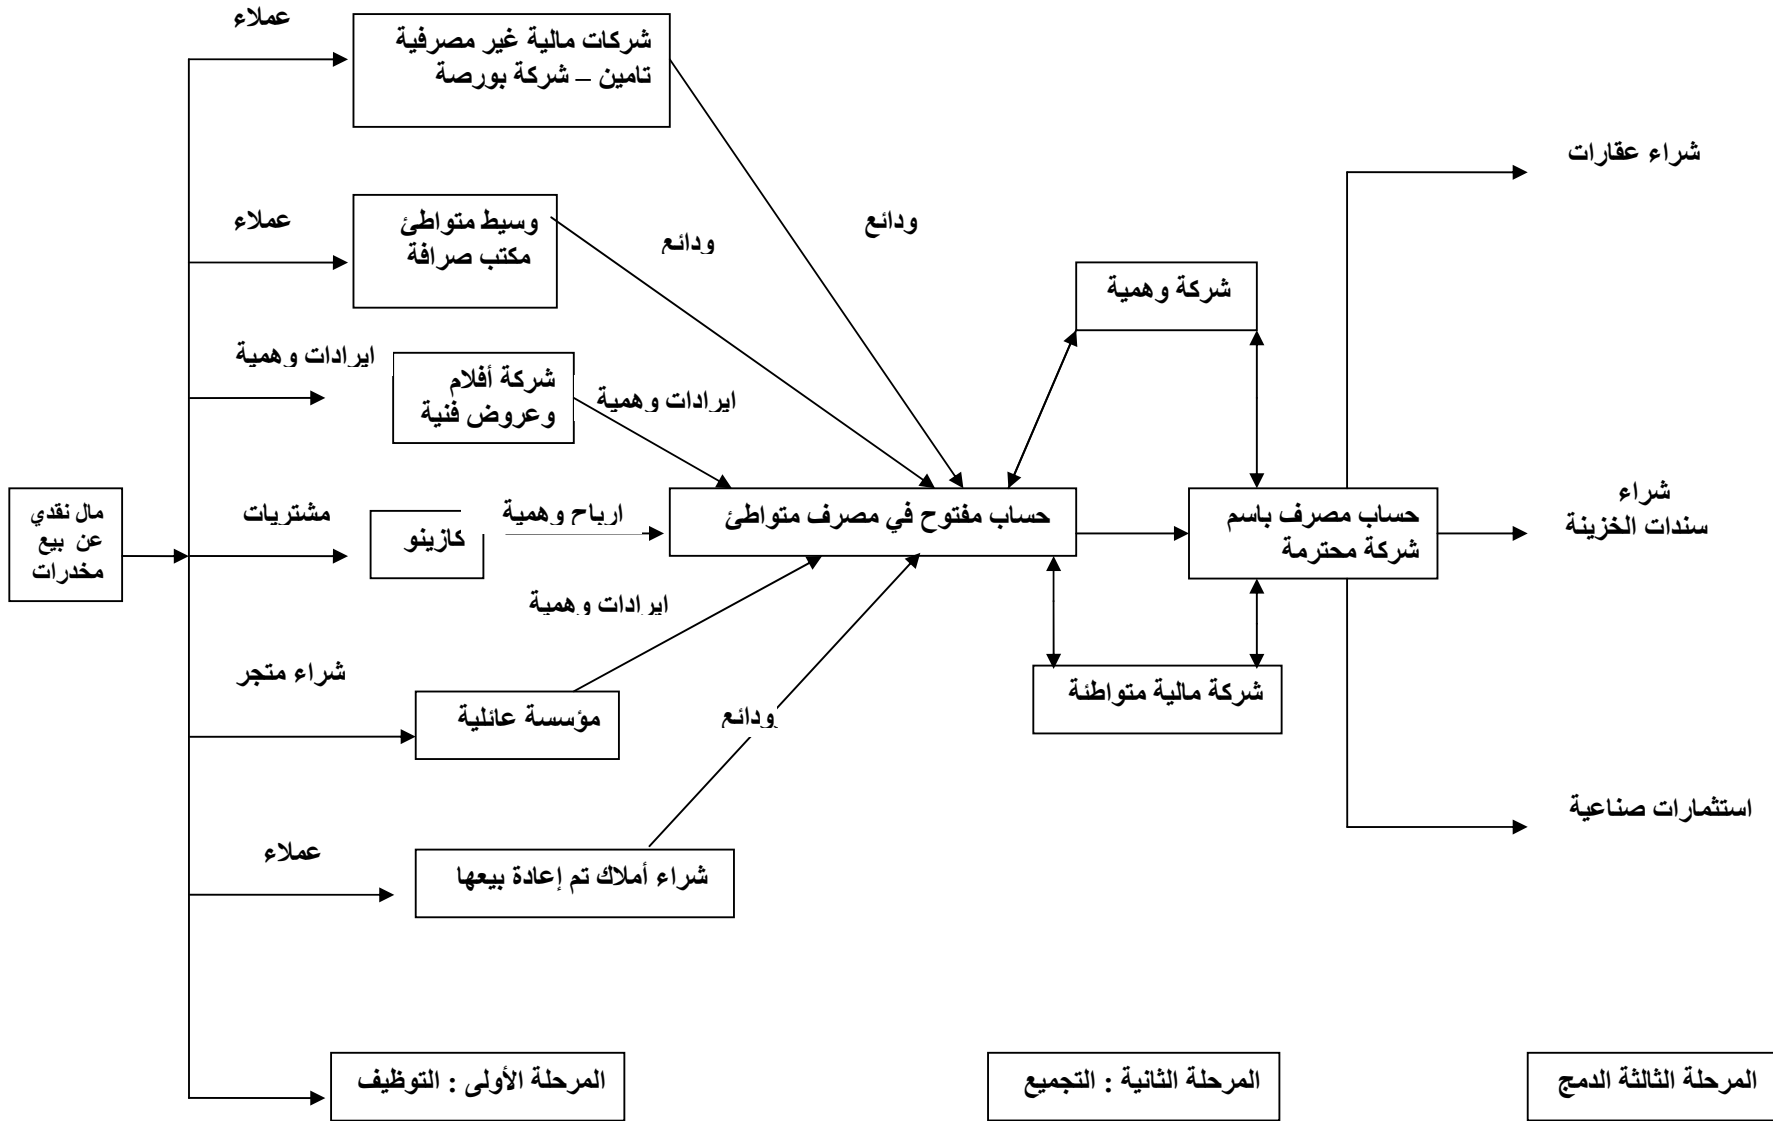 عملاء
شركات مالية غير مصرفية
تامين – شركة بورصة
شراء عقارات
عملاء
وسيط متواطئ
مكتب صرافة
ودائع
ودائع
شركة وهمية
ايرادات وهمية
شركة أفلام
وعروض فنية
ايرادات وهمية
مال نقدي
عن بيع
مخدرات
مشتريات
كازينو
ارباح وهمية
حساب مفتوح في مصرف متواطئ
حساب مصرف باسم
شركة محترمة
شراء
سندات الخزينة
ايرادات وهمية
شراء متجر
مؤسسة عائلية
ودائع
شركة مالية متواطئة
عملاء
شراء أملاك تم إعادة بيعها
استثمارات صناعية
المرحلة الأولى : التوظيف
المرحلة الثانية : التجميع
المرحلة الثالثة الدمج